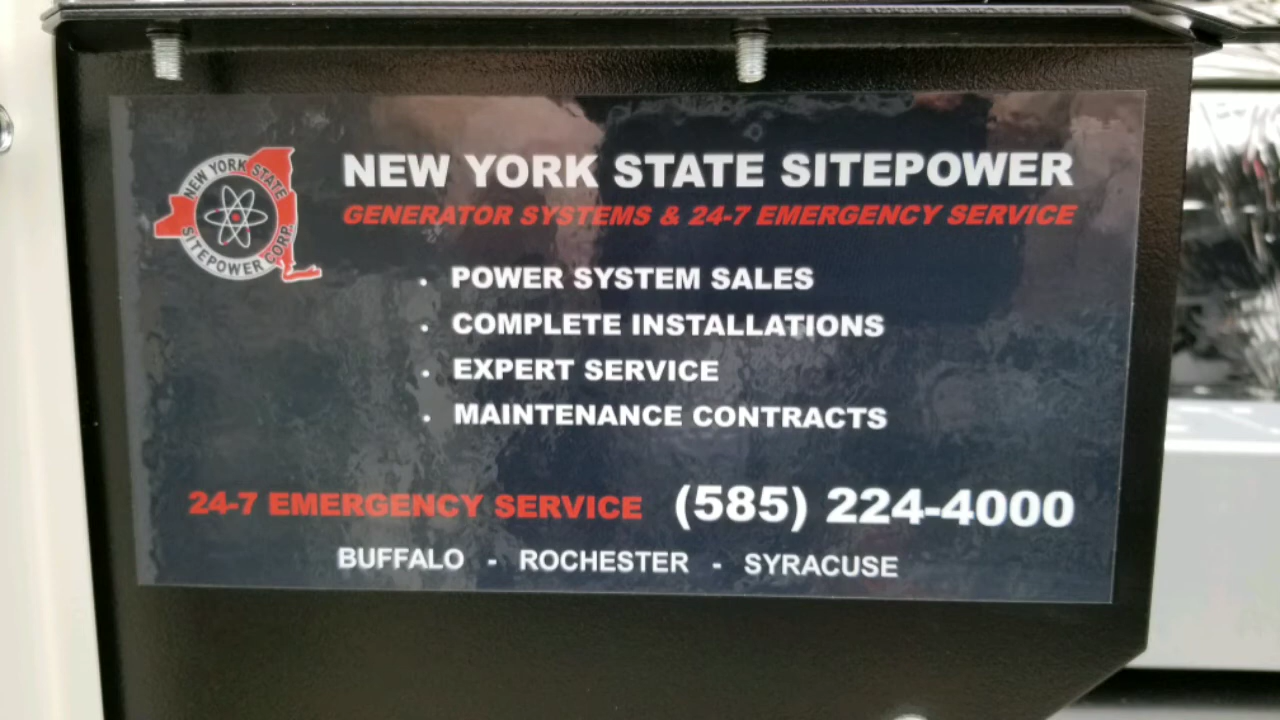 NEW YORK STATE
SITEPOWER CORP.
NEW YORK STATE SITEPOWER
GENERATOR SYSTEMS & 24-7 EMERGENCY SERVICE
. POWER SYSTEM SALES
. COMPLETE INSTALLATIONS
. EXPERT SERVICE
. MAINTENANCE CONTRACTS
24-7 EMERGENCY SERVICE (585) 224-4000
BUFFALO - ROCHESTER - SYRACUSE